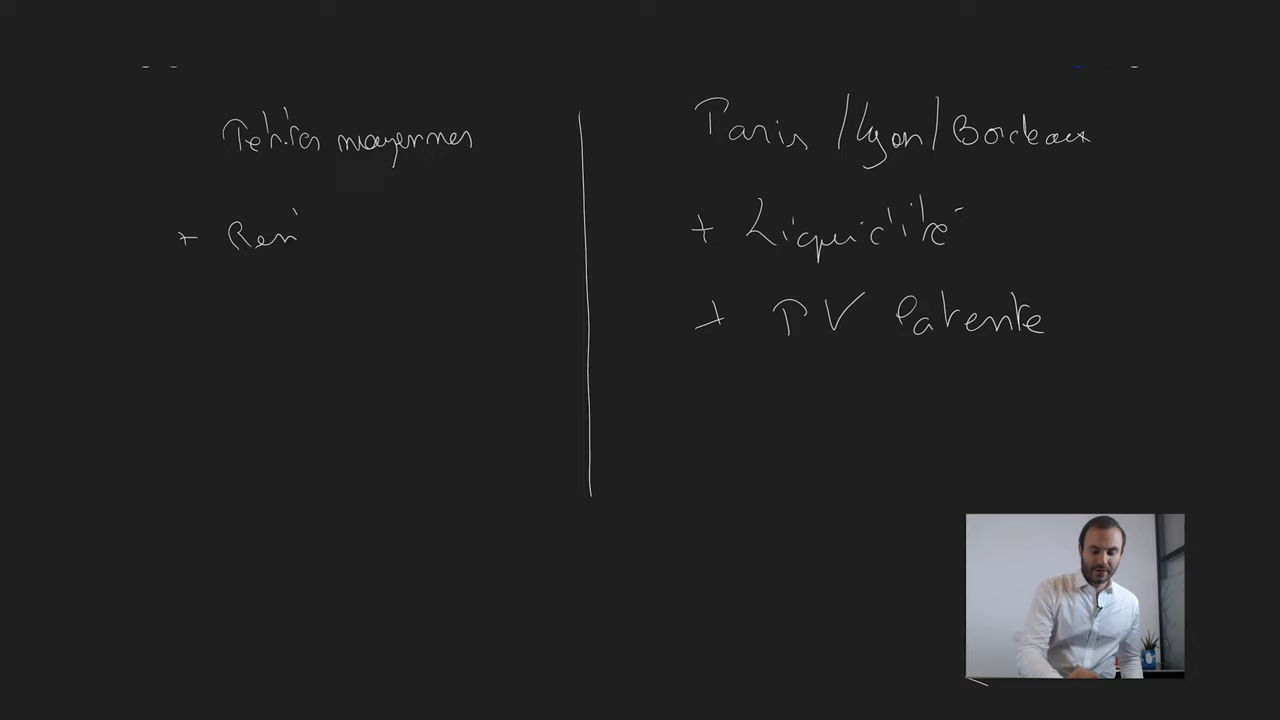 Petites moyennes
+ Ren
Paris / Lyon / Bordeaux
+ Liquidité
+ PV latente